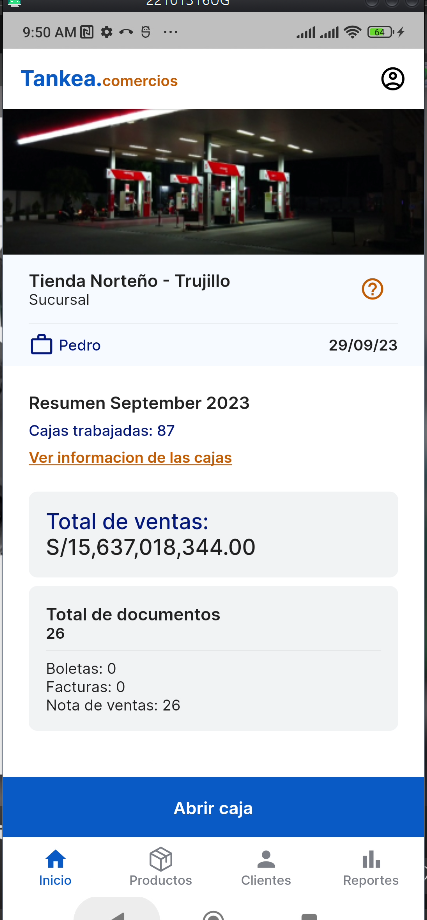 22101316UG
9:50 AM
64
Tankea.comercios
Tienda Norteño - Trujillo
Sucursal
Pedro
29/09/23
Resumen September 2023
Cajas trabajadas: 87
Ver informacion de las cajas
Total de ventas:
S/15,637,018,344.00
Total de documentos
26
Boletas: 0
Facturas: 0
Nota de ventas: 26
Abrir caja
Inicio
Productos
Clientes
Reportes